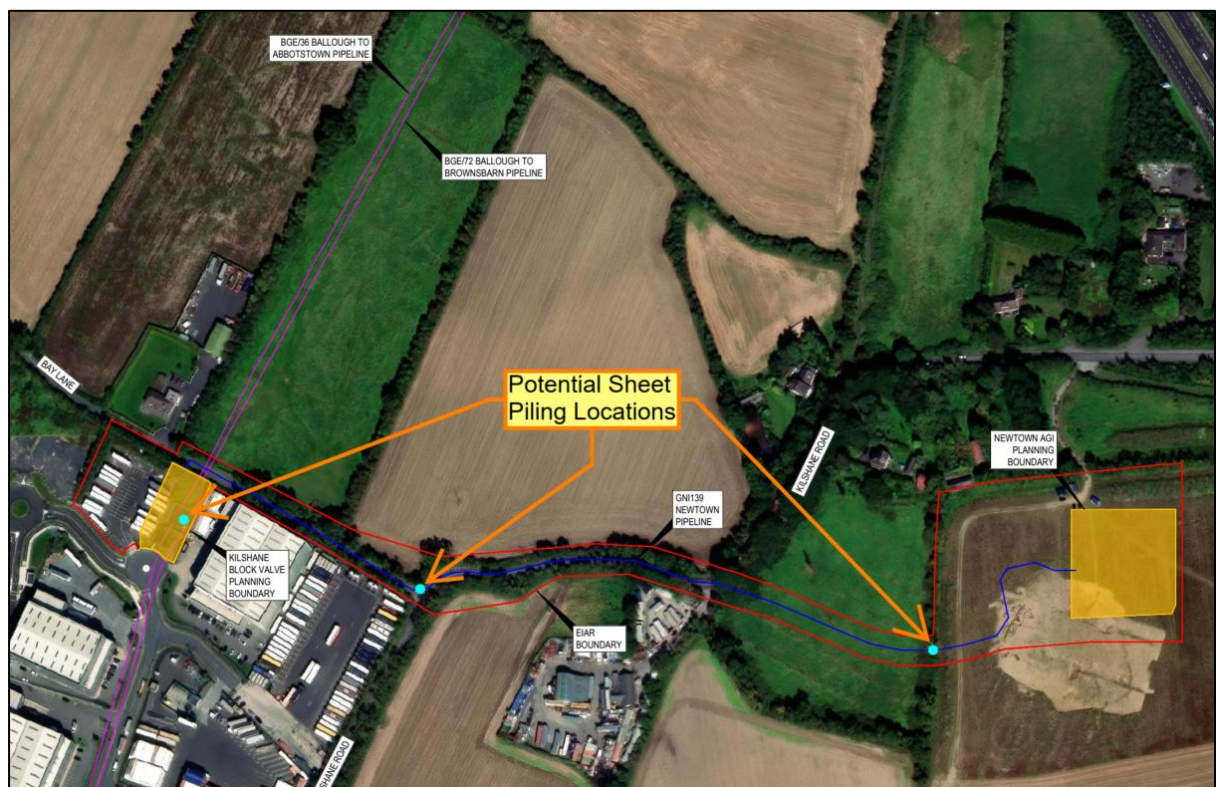 BGE/36 BALLOUGH TO
ABBOTSTOWN PIPELINE
BGE/72 BALLOUGH TO
BROWNSBARN PIPELINE
BAY LANE
Potential Sheet
Piling Locations
KILSHANE ROAD
NEWTOWN AGI
PLANNING
BOUNDARY
GNI139
NEWTOWN
PIPELINE
KILSHANE
BLOCK VALVE
PLANNING
BOUNDARY
EIAR
BOUNDARY
SHANE ROAD